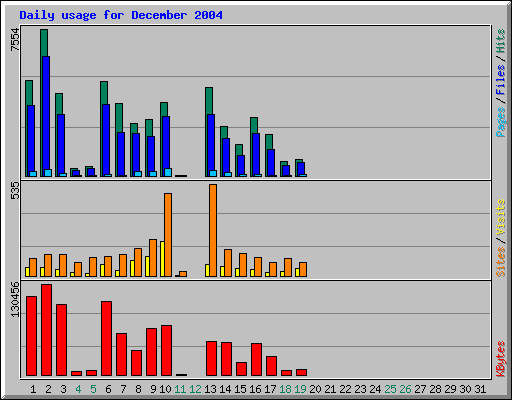 Daily usage for December 2004
7554
Pages / Files / Hits
535
Sites / Visits
130456
KBytes
1 2 3 4 5 6 7 8 9 10 11 12 13 14 15 16 17 18 19 20 21 22 23 24 25 26 27 28 29 30 31